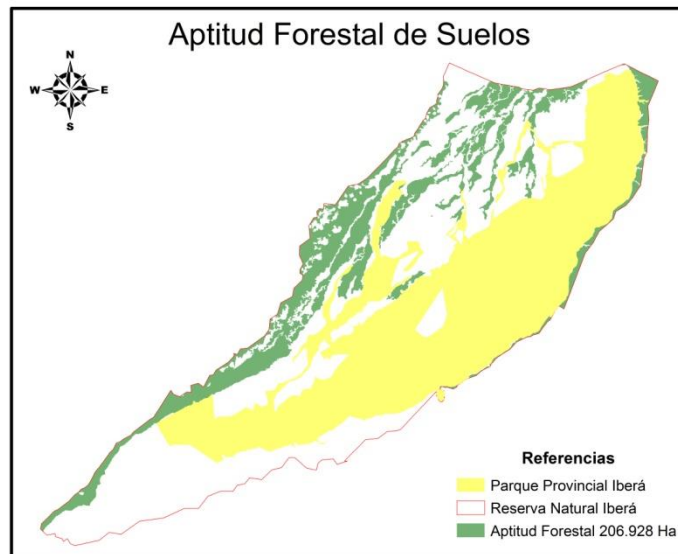 Aptitud Forestal de Suelos
N
W E
S
Referencias
Parque Provincial Iberá
Reserva Natural Iberá
Aptitud Forestal 206.928 Ha